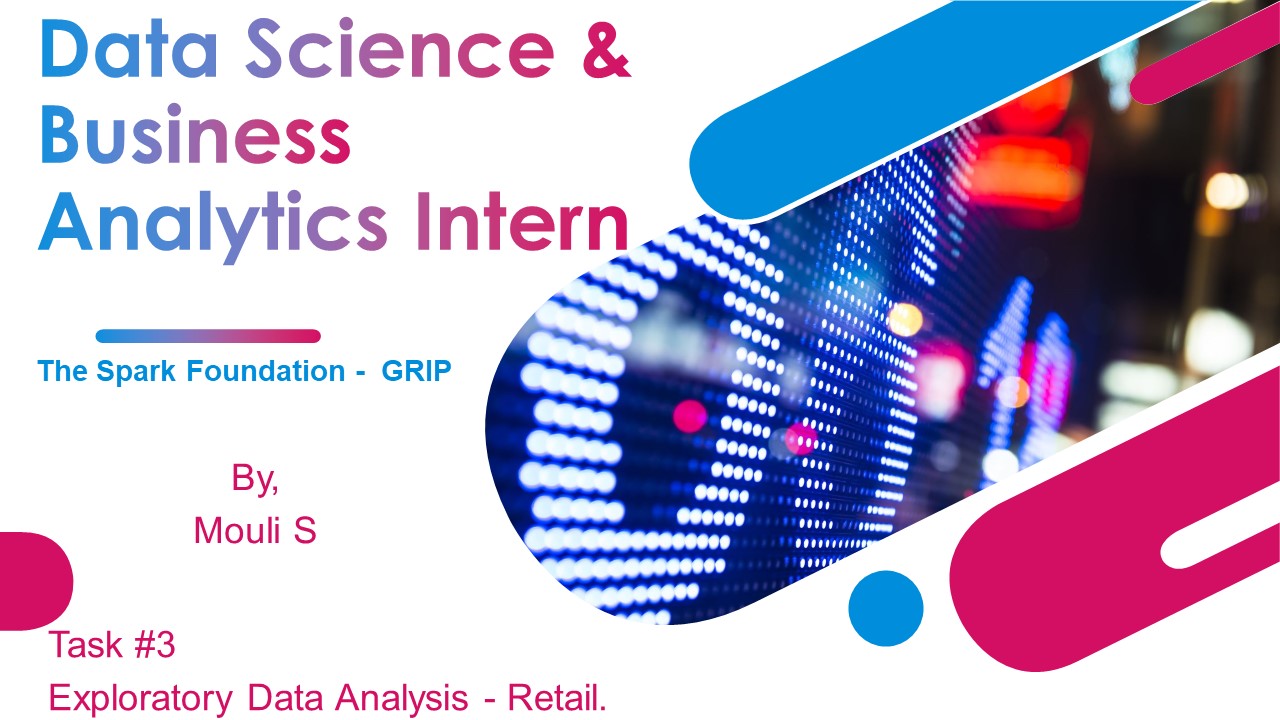 Data Science &
Business
Analytics Intern
The Spark Foundation - GRIP
By,
Mouli S
Task #3
Exploratory Data Analysis - Retail.